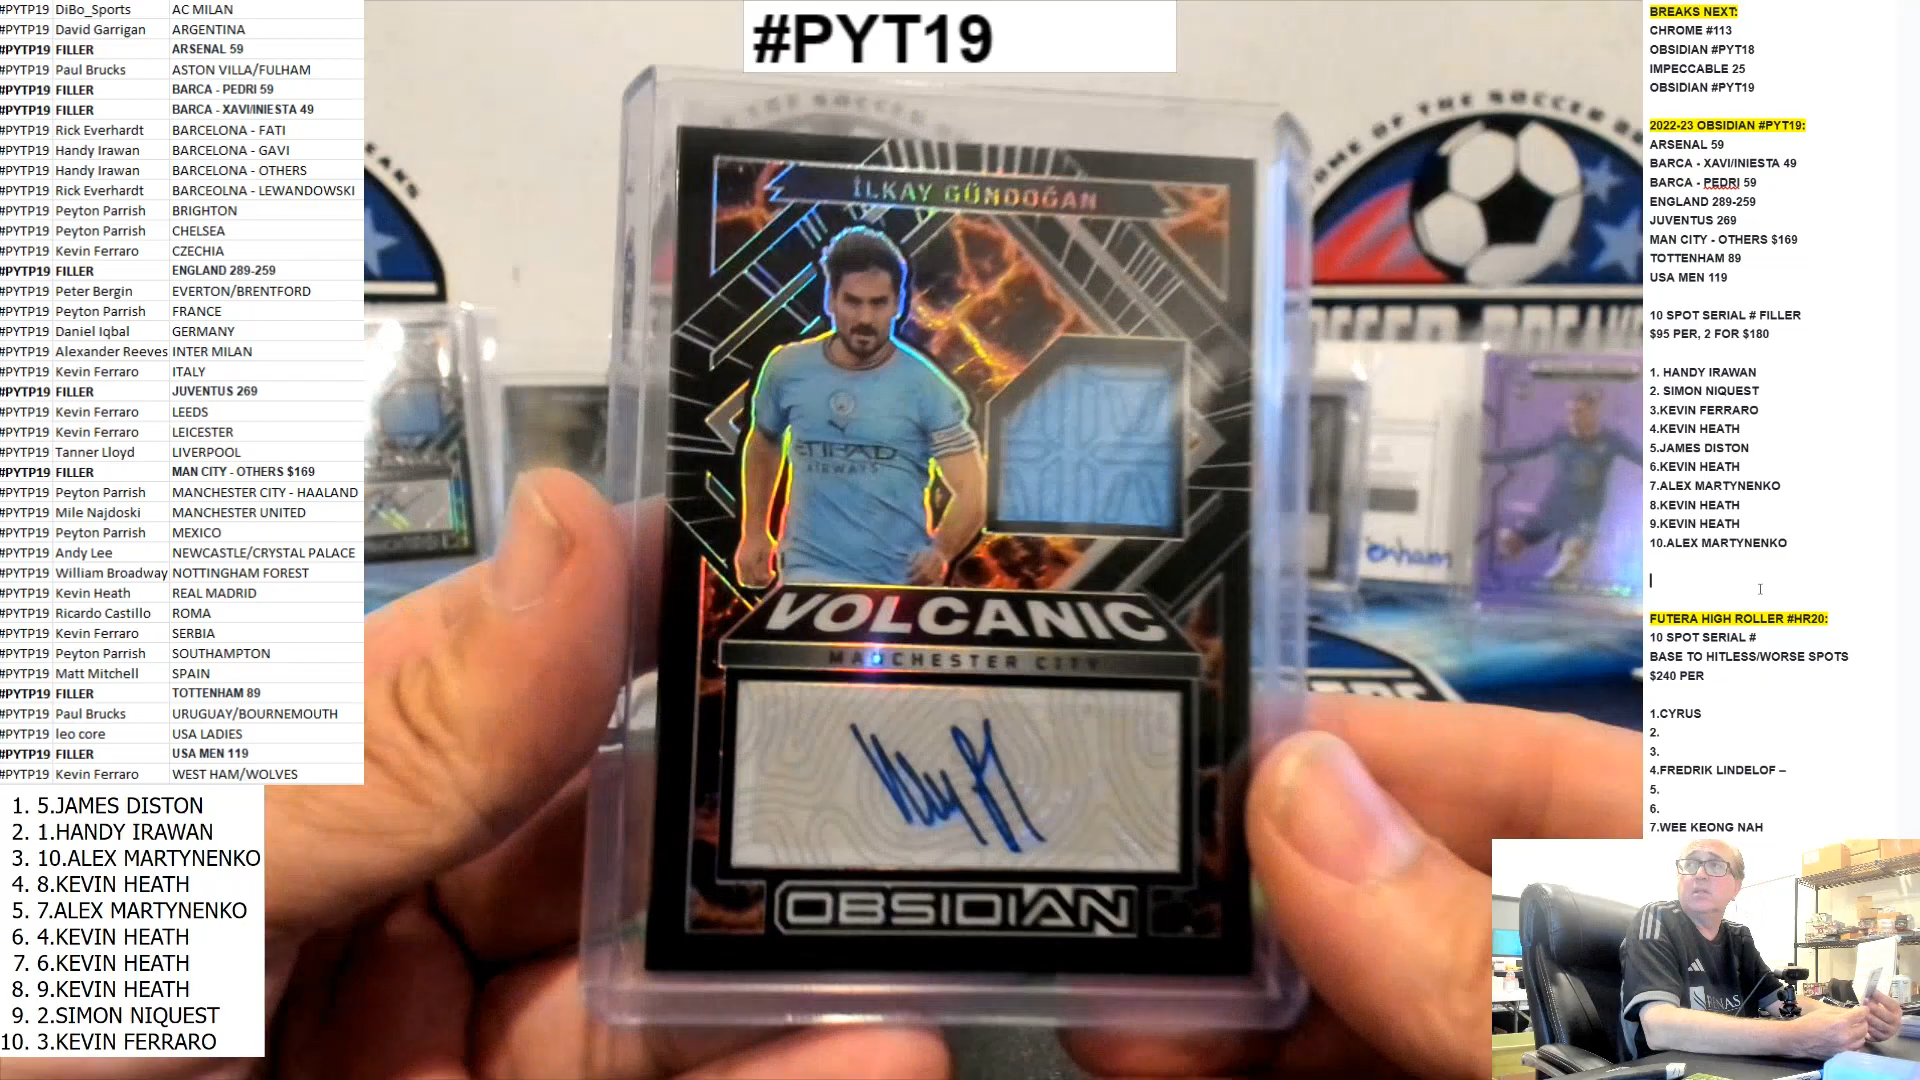 #PYTP19 DiBo_Sports AC MILAN
#PYTP19 David Garrigan ARGENTINA
#PYTP19 FILLER ARSENAL 59
#PYTP19 Paul Brucks ASTON VILLA/FULHAM
#PYTP19 FILLER BARCA - PEDRI 59
#PYTP19 FILLER BARCA - XAVI/INIESTA 49
#PYTP19 Rick Everhardt BARCELONA - FATI
#PYTP19 Handy Irawan BARCELONA - GAVI
#PYTP19 Handy Irawan BARCELONA - OTHERS
#PYTP19 Rick Everhardt BARCEOLNA - LEWANDOWSKI
#PYTP19 Peyton Parrish BRIGHTON
#PYTP19 Peyton Parrish CHELSEA
#PYTP19 Kevin Ferraro CZECHIA
#PYTP19 FILLER ENGLAND 289-259
#PYTP19 Peter Bergin EVERTON/BRENTFORD
#PYTP19 Peyton Parrish FRANCE
#PYTP19 Daniel Iqbal GERMANY
#PYTP19 Alexander Reeves INTER MILAN
#PYTP19 Kevin Ferraro ITALY
#PYTP19 FILLER JUVENTUS 269
#PYTP19 Kevin Ferraro LEEDS
#PYTP19 Kevin Ferraro LEICESTER
#PYTP19 Tanner Lloyd LIVERPOOL
#PYTP19 FILLER MAN CITY - OTHERS $169
#PYTP19 Peyton Parrish MANCHESTER CITY - HAALAND
#PYTP19 Mile Najdoski MANCHESTER UNITED
#PYTP19 Peyton Parrish MEXICO
#PYTP19 Andy Lee NEWCASTLE/CRYSTAL PALACE
#PYTP19 William Broadway NOTTINGHAM FOREST
#PYTP19 Kevin Heath REAL MADRID
#PYTP19 Ricardo Castillo ROMA
#PYTP19 Kevin Ferraro SERBIA
#PYTP19 Peyton Parrish SOUTHAMPTON
#PYTP19 Matt Mitchell SPAIN
#PYTP19 FILLER TOTTENHAM 89
#PYTP19 Paul Brucks URUGUAY/BOURNEMOUTH
#PYTP19 leo core USA LADIES
#PYTP19 FILLER USA MEN 119
#PYTP19 Kevin Ferraro WEST HAM/WOLVES
1. 5.JAMES DISTON
2. 1.HANDY IRAWAN
3. 10.ALEX MARTYNENKO
4. 8.KEVIN HEATH
5. 7.ALEX MARTYNENKO
6. 4.KEVIN HEATH
7. 6.KEVIN HEATH
8. 9.KEVIN HEATH
9. 2.SIMON NIQUEST
10. 3.KEVIN FERRARO
#PYT19
İLKAY GÜNDOĞAN
ETIHAD
AIRWAYS
VOLCANIC
MANCHESTER CITY
OBSIDIAN
BREAKS NEXT:
CHROME #113
OBSIDIAN #PYT18
IMPECCABLE 25
OBSIDIAN #PYT19
2022-23 OBSIDIAN #PYT19:
ARSENAL 59
BARCA - XAVI/INIESTA 49
BARCA - PEDRI 59
ENGLAND 289-259
JUVENTUS 269
MAN CITY - OTHERS $169
TOTTENHAM 89
USA MEN 119
10 SPOT SERIAL # FILLER
$95 PER, 2 FOR $180
1. HANDY IRAWAN
2. SIMON NIQUEST
3.KEVIN FERRARO
4.KEVIN HEATH
5.JAMES DISTON
6.KEVIN HEATH
7.ALEX MARTYNENKO
8.KEVIN HEATH
9.KEVIN HEATH
10.ALEX MARTYNENKO
FUTERA HIGH ROLLER #HR20:
10 SPOT SERIAL #
BASE TO HITLESS/WORSE SPOTS
$240 PER
1.CYRUS
2.
3.
4.FREDRIK LINDELOF –
5.
6.
7.WEE KEONG NAH